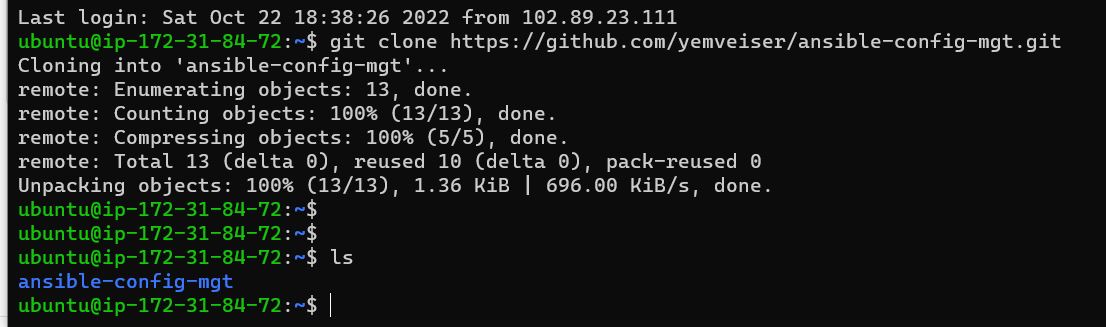 Last login: Sat Oct 22 18:38:26 2022 from 102.89.23.111
ubuntu@ip-172-31-84-72:~$ git clone https://github.com/yemveiser/ansible-config-mgt.git
Cloning into 'ansible-config-mgt'...
remote: Enumerating objects: 13, done.
remote: Counting objects: 100% (13/13), done.
remote: Compressing objects: 100% (5/5), done.
remote: Total 13 (delta 0), reused 10 (delta 0), pack-reused 0
Unpacking objects: 100% (13/13), 1.36 KiB | 696.00 KiB/s, done.
ubuntu@ip-172-31-84-72:~$
ubuntu@ip-172-31-84-72:~$
ubuntu@ip-172-31-84-72:~$ ls
ansible-config-mgt
ubuntu@ip-172-31-84-72:~$